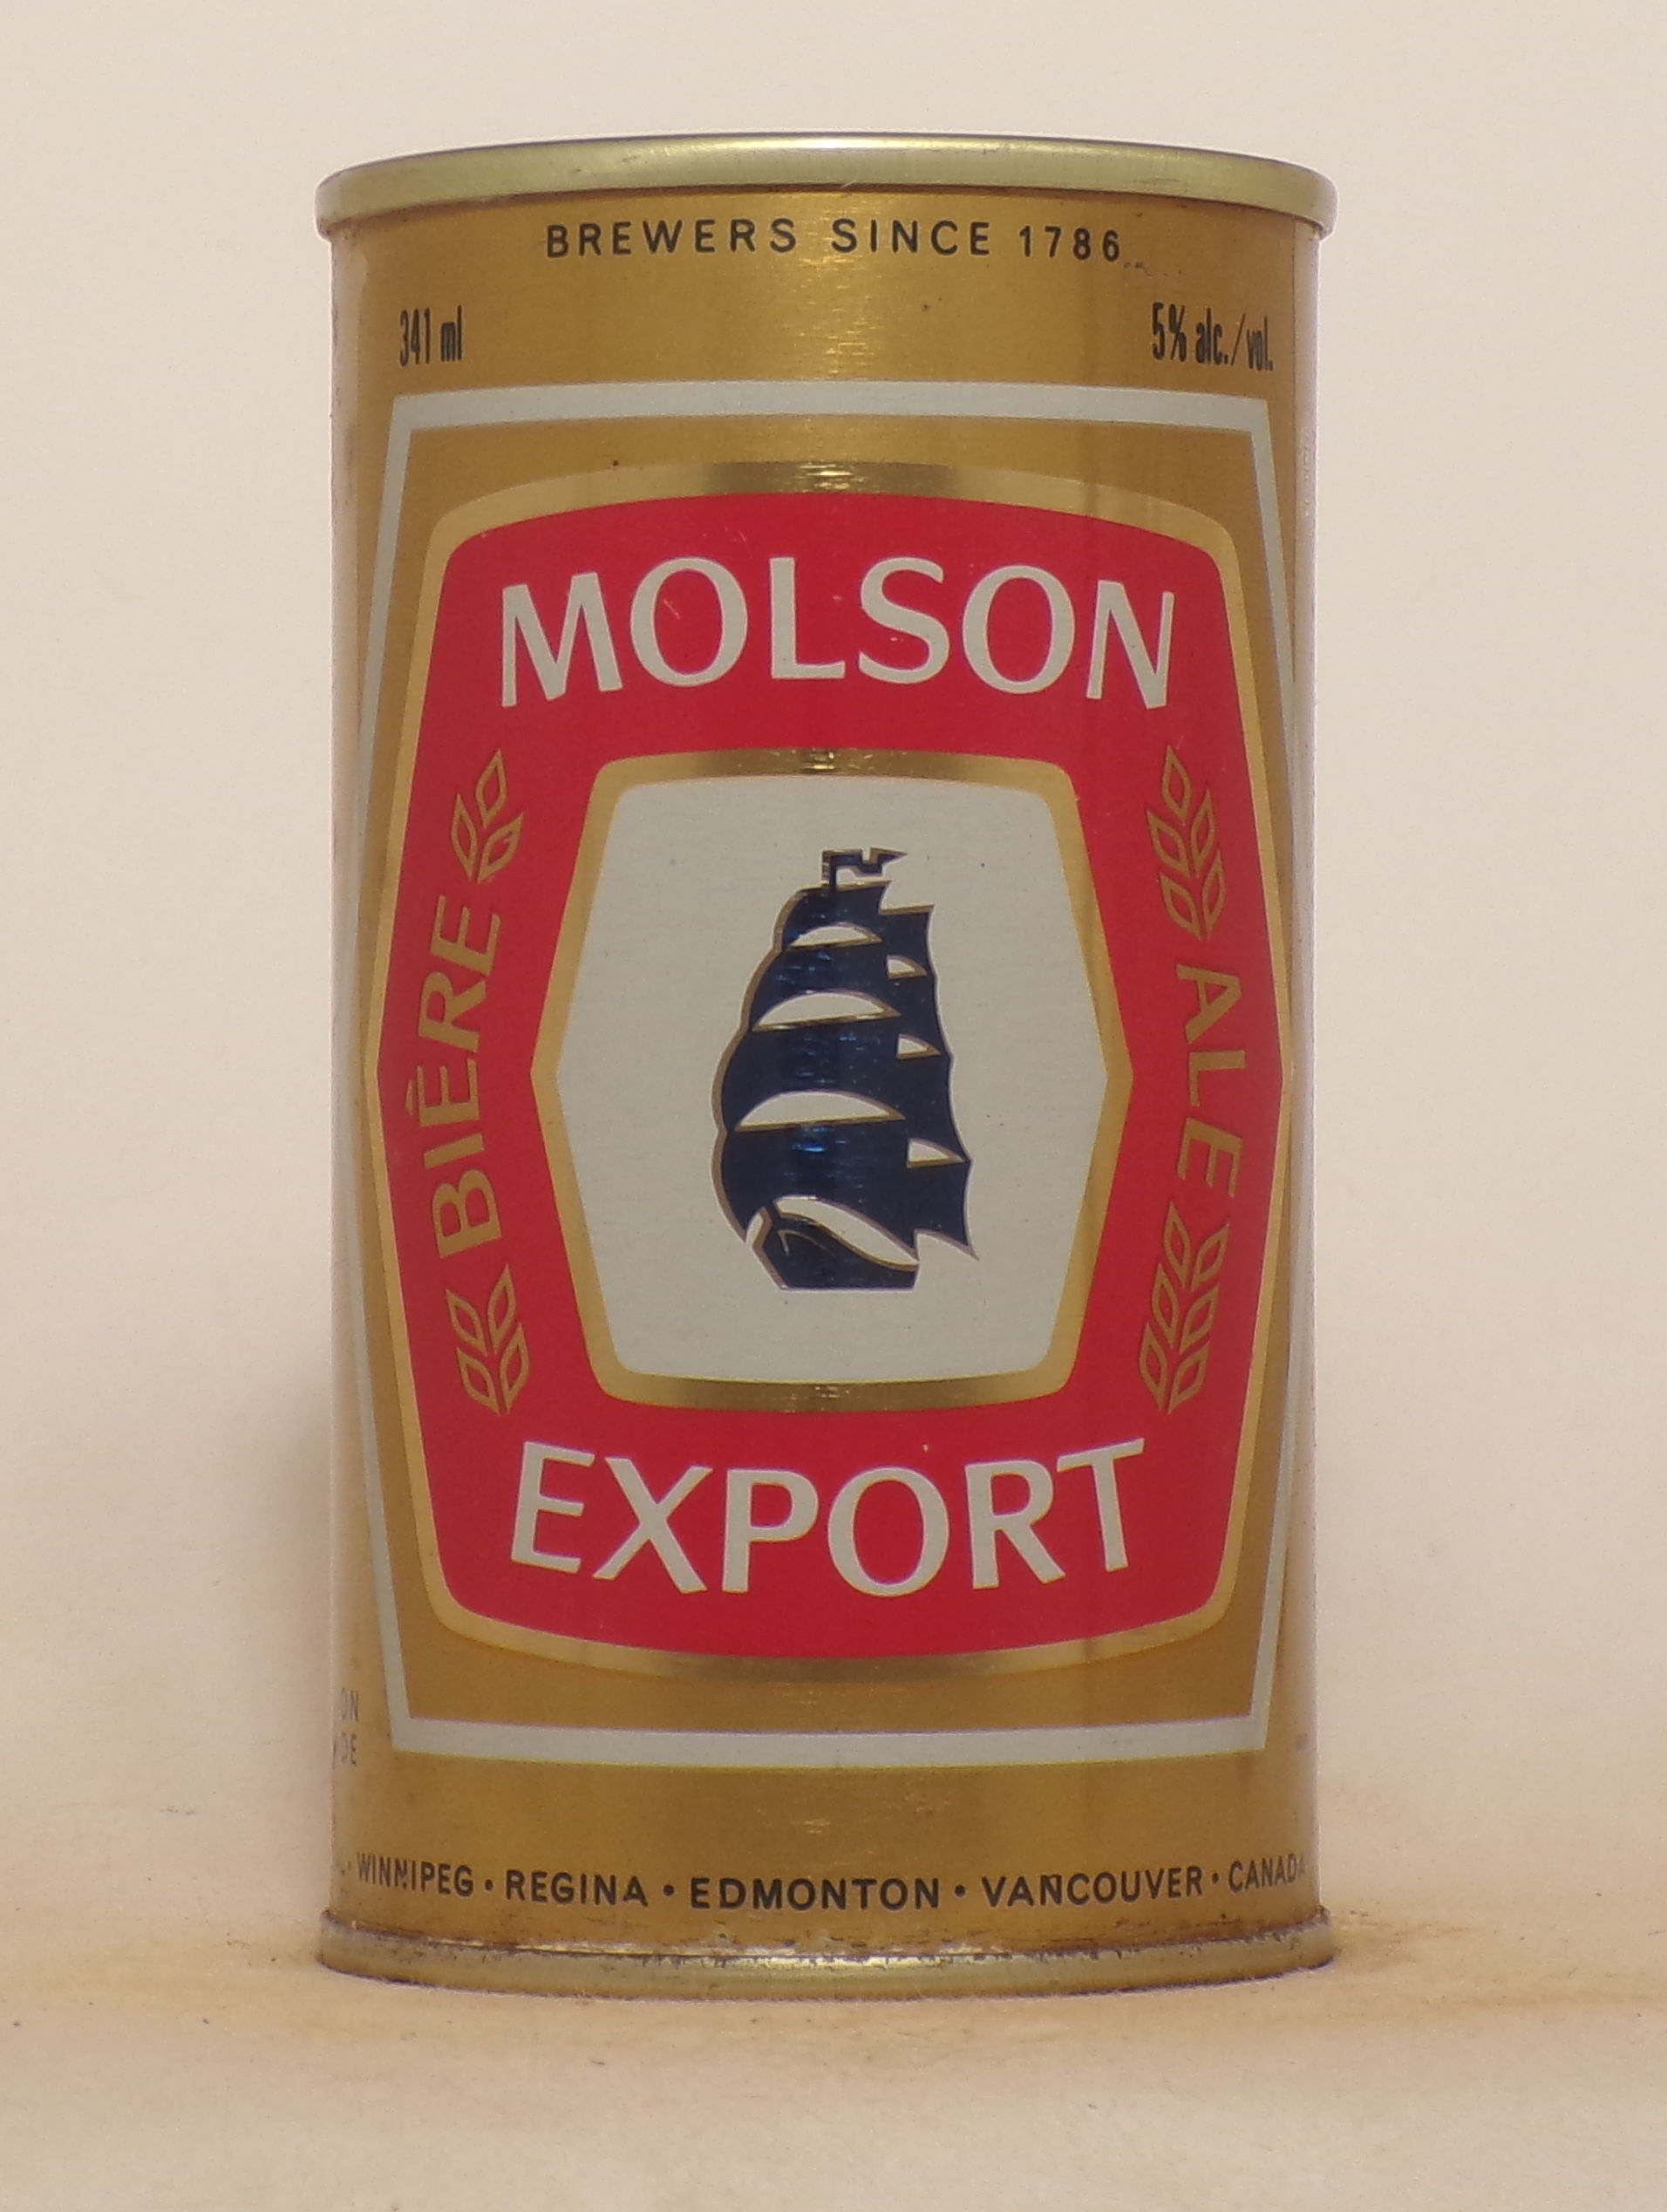 BREWERS SINCE 1786
341 ml
5% alc./vol.
MOLSON
BIÈRE
ALE
EXPORT
WINNIPEG • REGINA • EDMONTON • VANCOUVER • CANADA